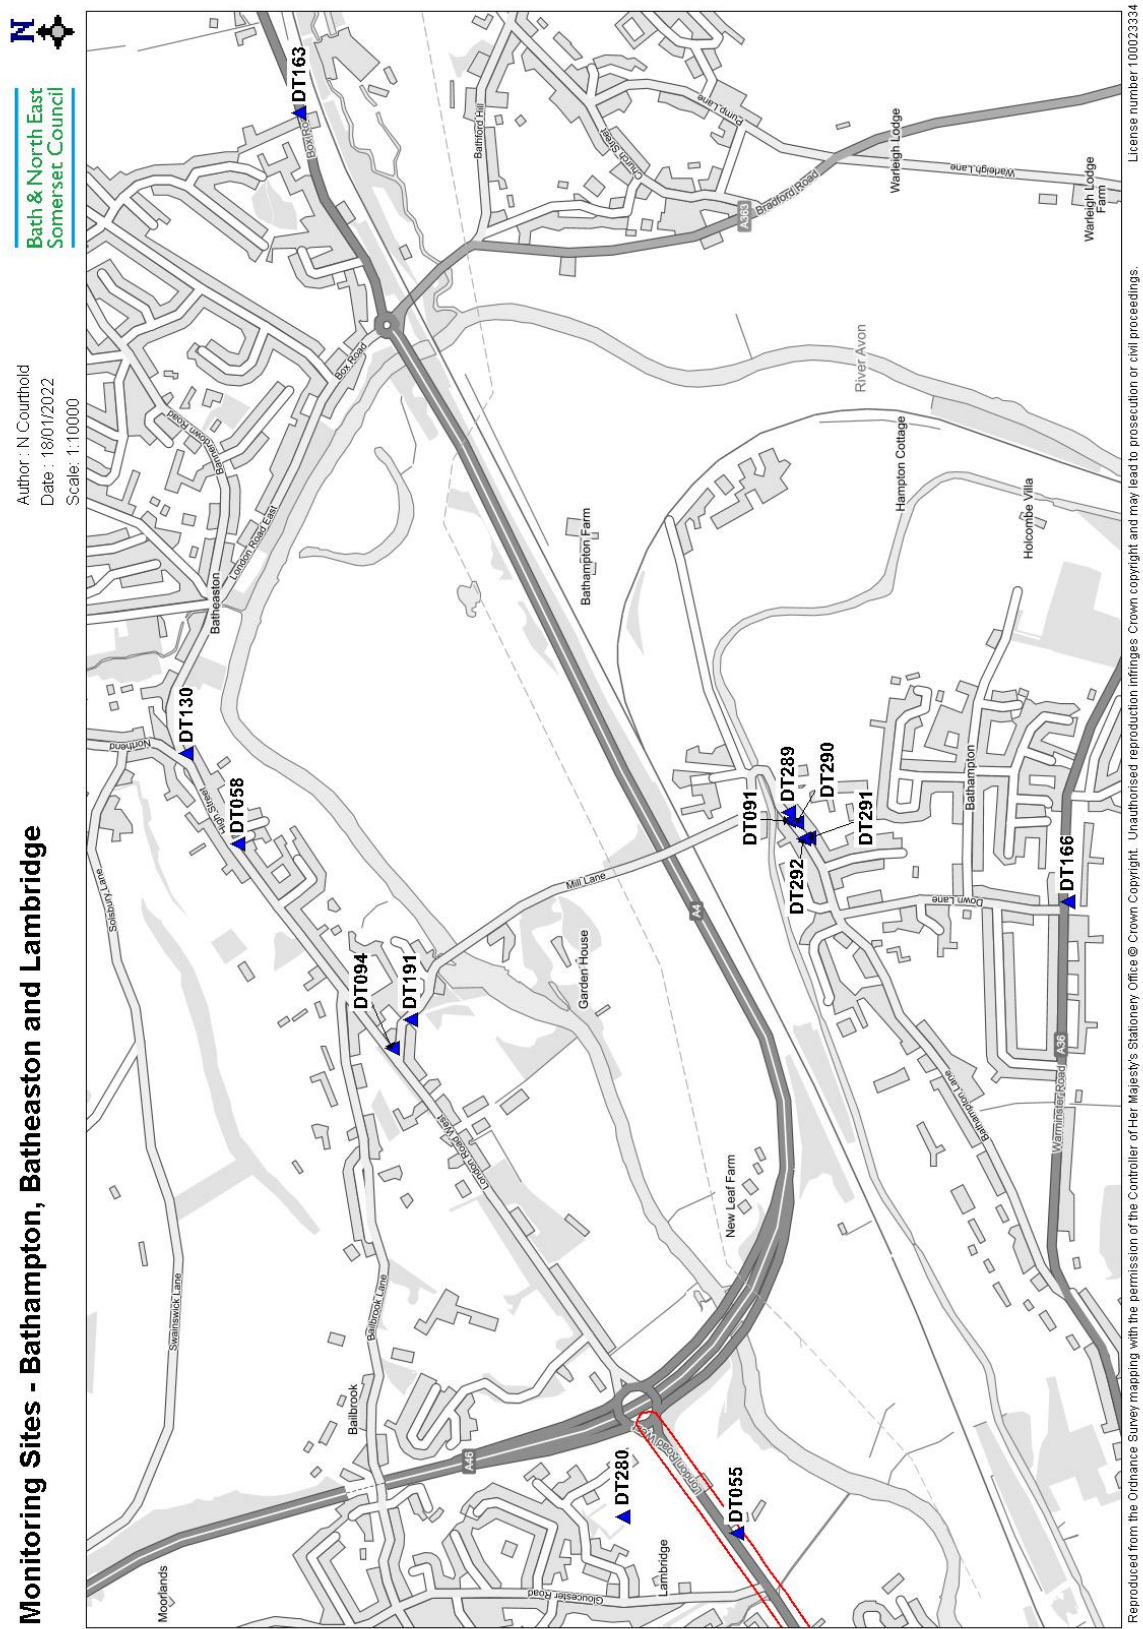 Monitoring Sites - Bathampton, Batheaston and Lambridge
Author : N Courthold
Date : 18/01/2022
Scale: 1:10000
Bath & North East
Somerset Council
N
Moorlands
Swainswick Lane
Solsbury Lane
Northend
DT130
High Street
DT058
Batheaston
London Road East
Bannerdown Road
Box Road
DT163
Box Ro
Bathford Hill
Church Street
Pump Lane
A363
Bradford Road
Warleigh Lodge
Warleigh Lane
Warleigh Lodge
Farm
River Avon
Hampton Cottage
Holcombe Villa
Bathampton Farm
Bailbrook
Bailbrook Lane
A46
London Road West
DT094
DT191
Mill Lane
Garden House
A4
New Leaf Farm
DT091
DT289
DT290
DT292
DT291
Bathampton
Down Lane
DT166
A36
Warminster Road
Bathampton Lane
DT280
London Road W
DT055
Lambridge
Gloucester Road
Reproduced from the Ordnance Survey mapping with the permission of the Controller of Her Majesty's Stationery Office © Crown Copyright. Unauthorised reproduction infringes Crown copyright and may lead to prosecution or civil proceedings.
License number 100023334